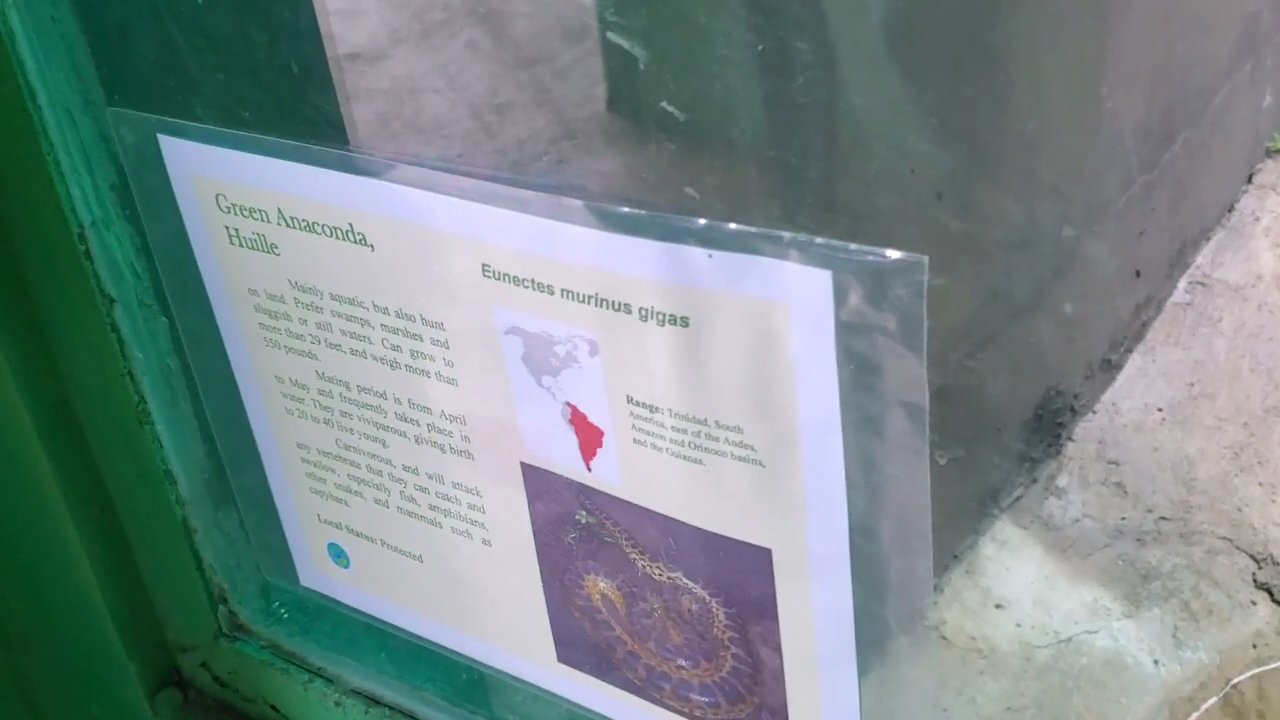 Green Anaconda,
Huille
Mainly aquatic, but also hunt
on land. Prefer swamps, marshes and
sluggish or still waters. Can grow to
more than 29 feet, and weigh more than
550 pounds.
Mating period is from April
to May and frequently takes place in
water. They are viviparous, giving birth
to 20 to 40 live young.
Carnivorous, and will attack
any vertebrate that they can catch and
swallow, especially fish, amphibians,
other snakes, and mammals such as
capybara.
Local Status: Protected
Eunectes murinus gigas
Range: Trinidad, South
America, east of the Andes,
Amazon and Orinoco basins,
and the Guianas.